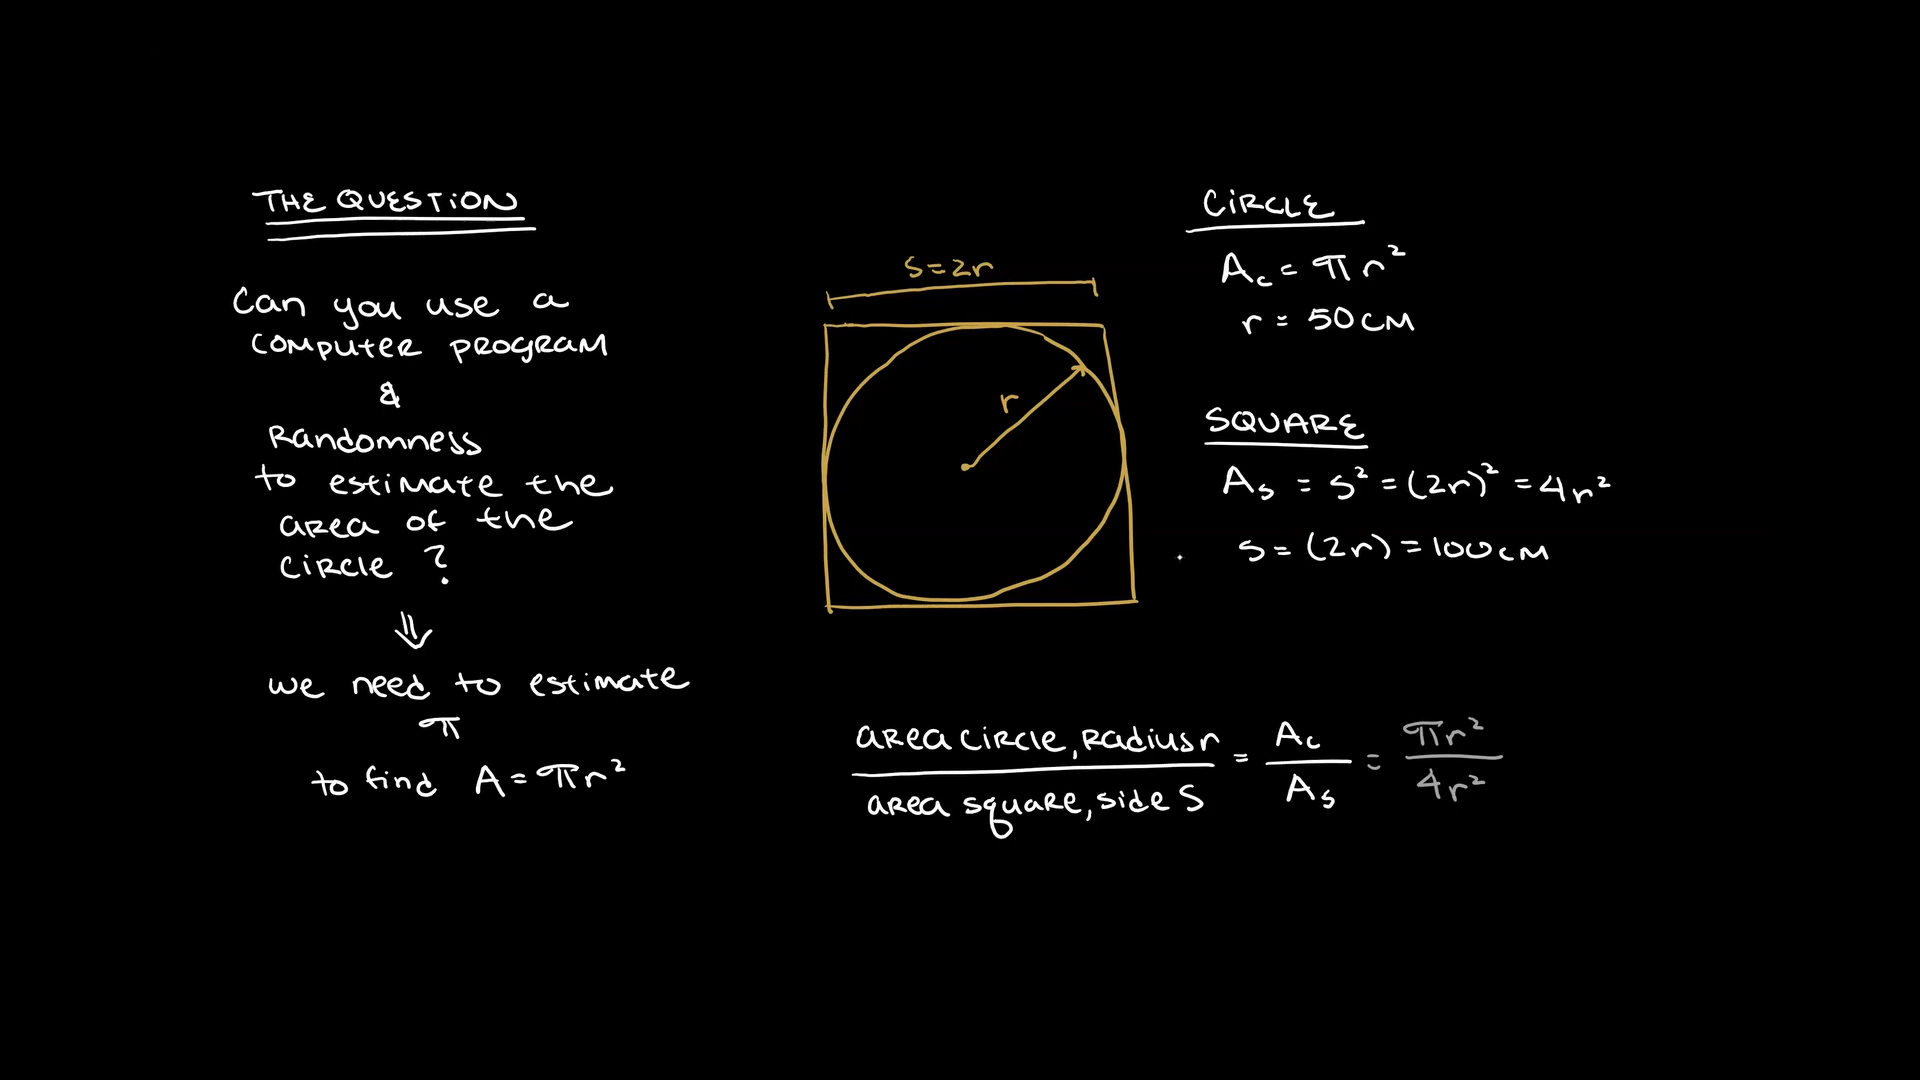 THE QUESTION
can you use a
computer program
&
Randomness
to estimate the
area of the
circle ?
⇓
we need to estimate
π
to find A = πr²
s=2r
r
CIRCLE
Ac = πr²
r = 50cm
SQUARE
As = s² = (2r)² = 4r²
s = (2r) = 100cm
area circle, radius r / area square, side S = Ac / As = πr² / 4r²